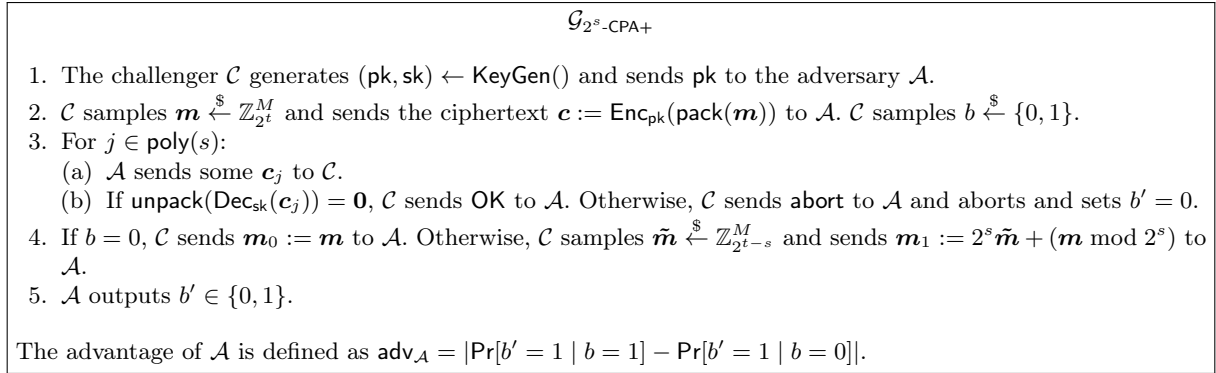 𝒢_{2^s-CPA+}
1. The challenger 𝒞 generates (pk, sk) ← KeyGen() and sends pk to the adversary 𝒜.
2. 𝒞 samples 𝒎 ←$ ℤ_{2^t}^M and sends the ciphertext 𝒄 := Enc_pk(pack(𝒎)) to 𝒜. 𝒞 samples b ←$ {0, 1}.
3. For j ∈ poly(s):
(a) 𝒜 sends some 𝒄_j to 𝒞.
(b) If unpack(Dec_sk(𝒄_j)) = 𝟎, 𝒞 sends OK to 𝒜. Otherwise, 𝒞 sends abort to 𝒜 and aborts and sets b′ = 0.
4. If b = 0, 𝒞 sends 𝒎_0 := 𝒎 to 𝒜. Otherwise, 𝒞 samples 𝒎̃ ←$ ℤ_{2^{t−s}}^M and sends 𝒎_1 := 2^s𝒎̃ + (𝒎 mod 2^s) to
𝒜.
5. 𝒜 outputs b′ ∈ {0, 1}.
The advantage of 𝒜 is defined as adv_𝒜 = |Pr[b′ = 1 | b = 1] − Pr[b′ = 1 | b = 0]|.